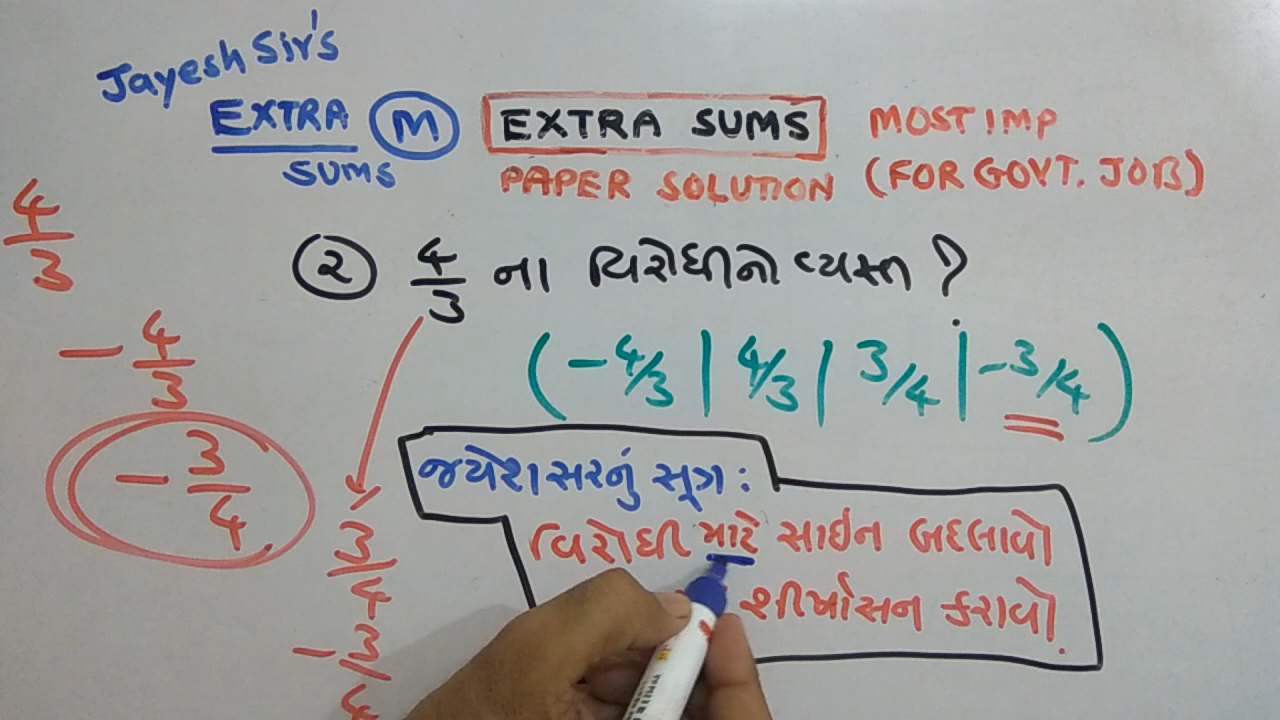 Jayesh Sir's
EXTRA (M)
SUMS
EXTRA SUMS
PAPER SOLUTION
MOST IMP
(FOR GOVT. JOB)
4/3
-4/3
-3/4
(૨) 4/3 ના વિરોધીનો વ્યસ્ત ?
(-4/3 | 4/3 | 3/4 | -3/4)
3/4
-3/4
જયેશ સરનું સૂત્ર :
વિરોધી માટે સાઈન બદલાવો
શીર્ષાસન કરાવો.